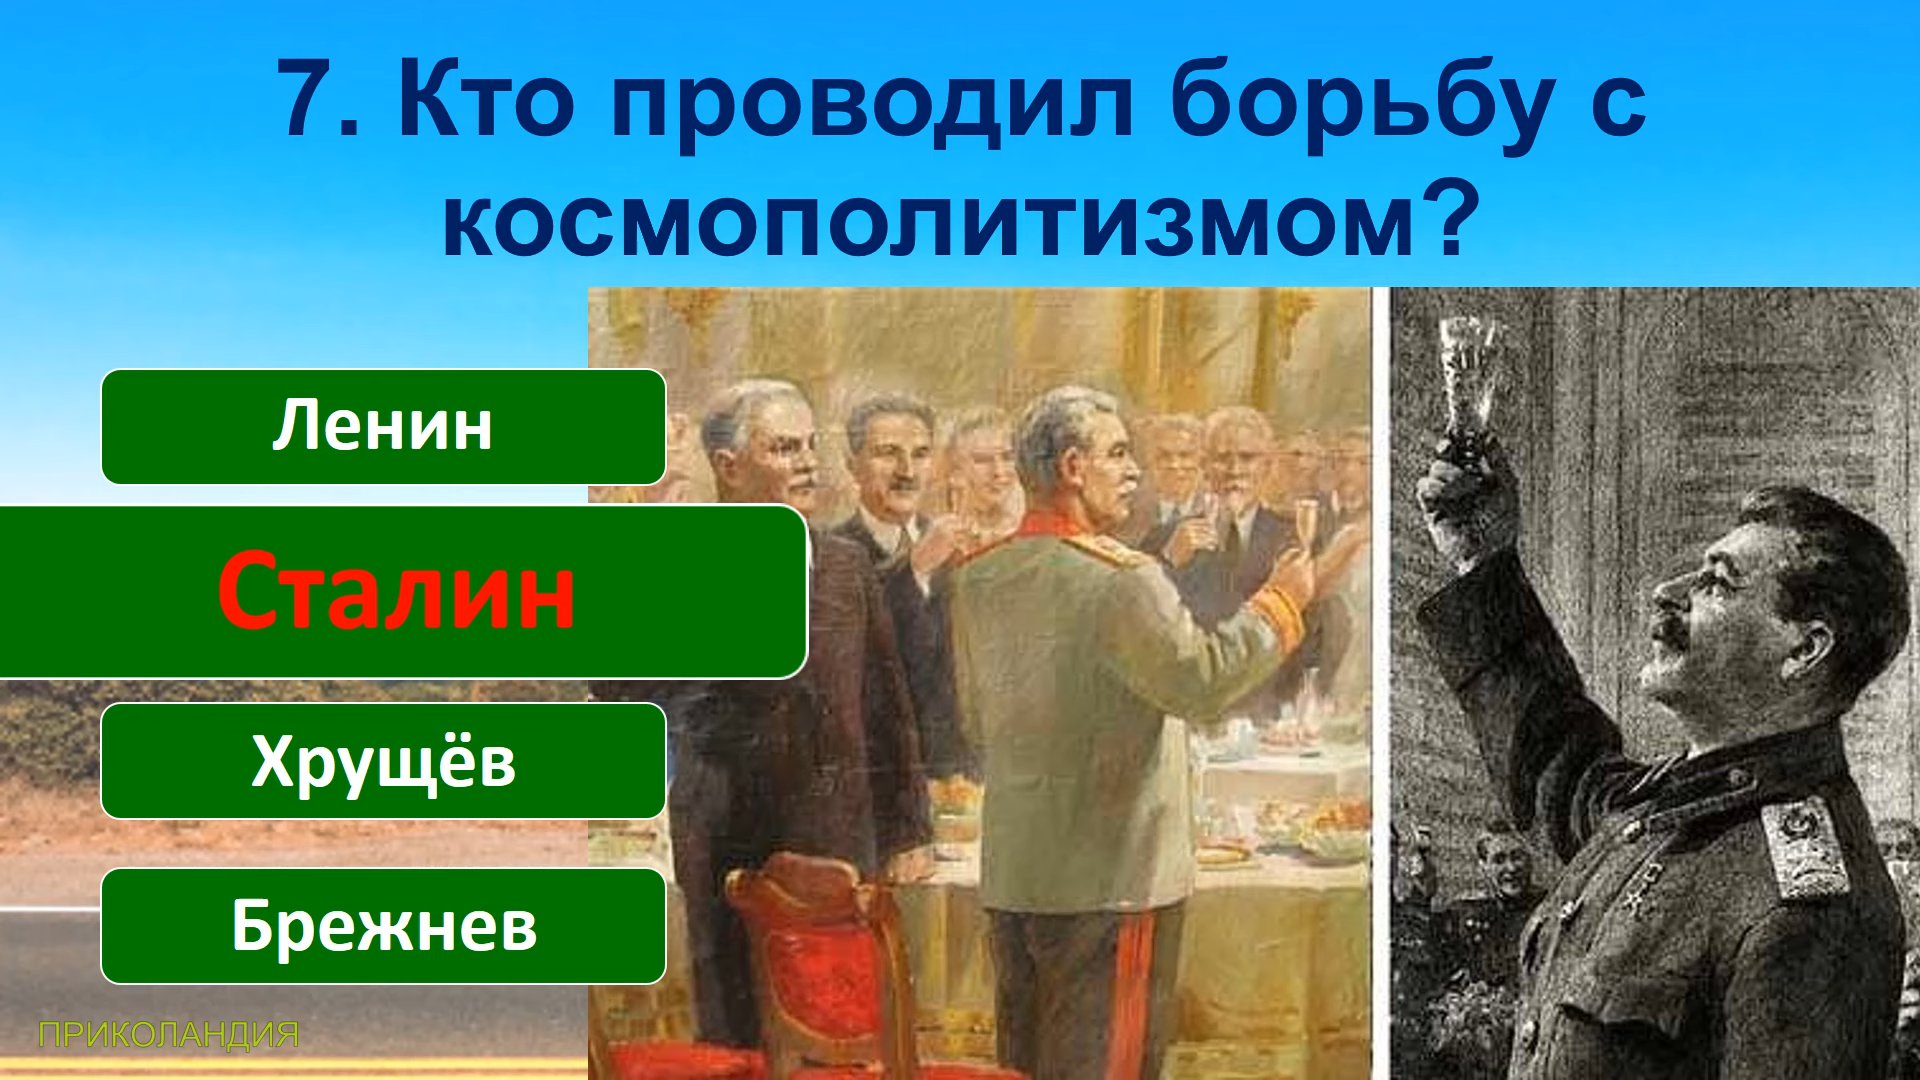 7. Кто проводил борьбу с
космополитизмом?
Ленин
Сталин
Хрущёв
Брежнев
ПРИКОЛАНДИЯ